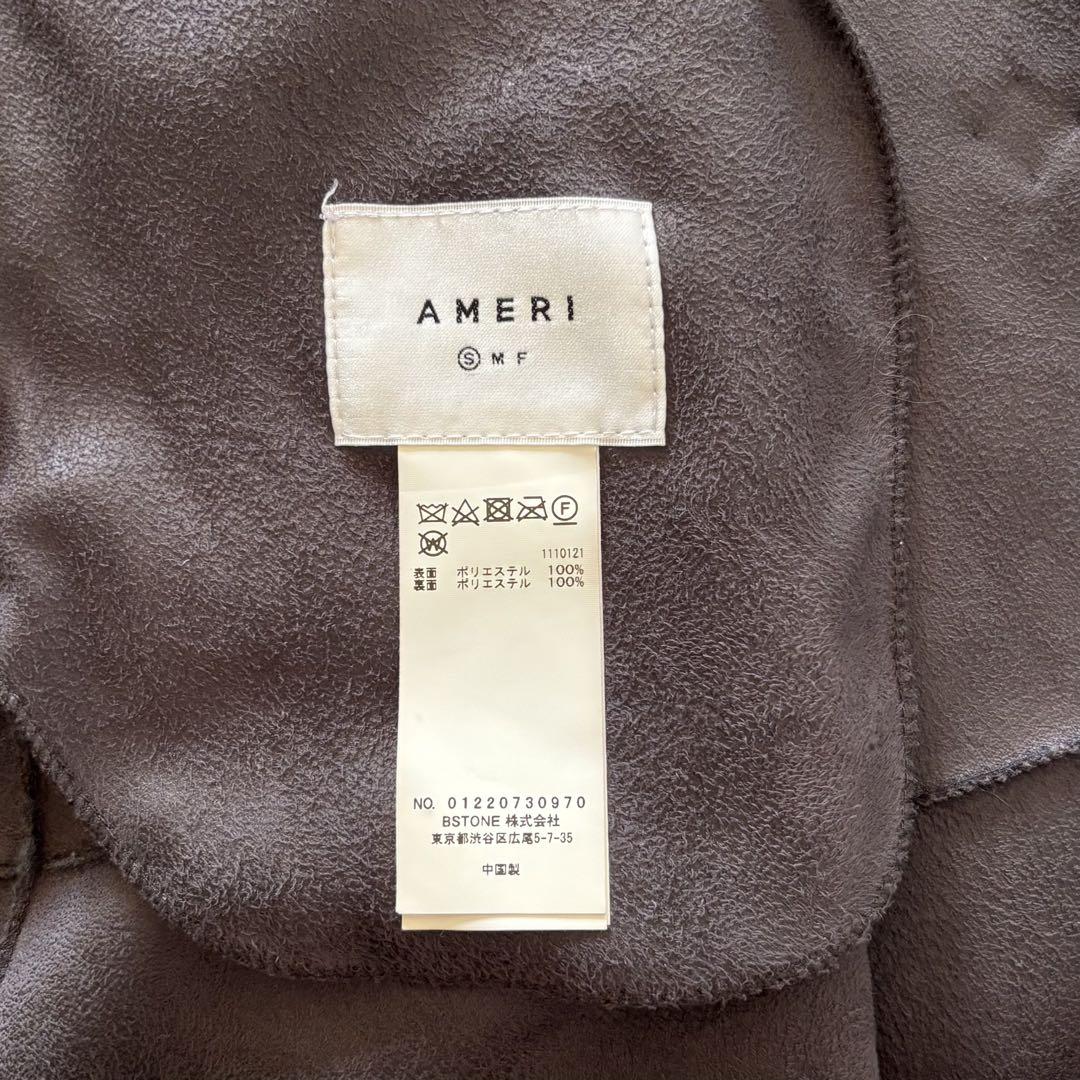 AMERI
Ⓢ M F
F
W
1110121
表面 ポリエステル 100%
裏面 ポリエステル 100%
NO. 01220730970
BSTONE 株式会社
東京都渋谷区広尾5-7-35
中国製